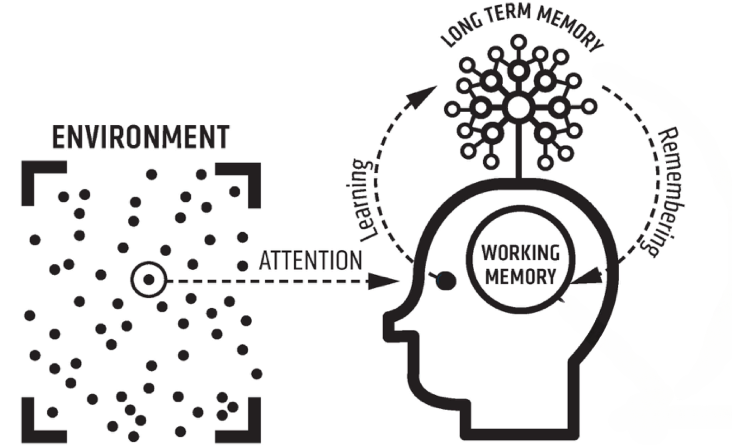 LONG TERM MEMORY
ENVIRONMENT
Learning
Remembering
ATTENTION
WORKING
MEMORY